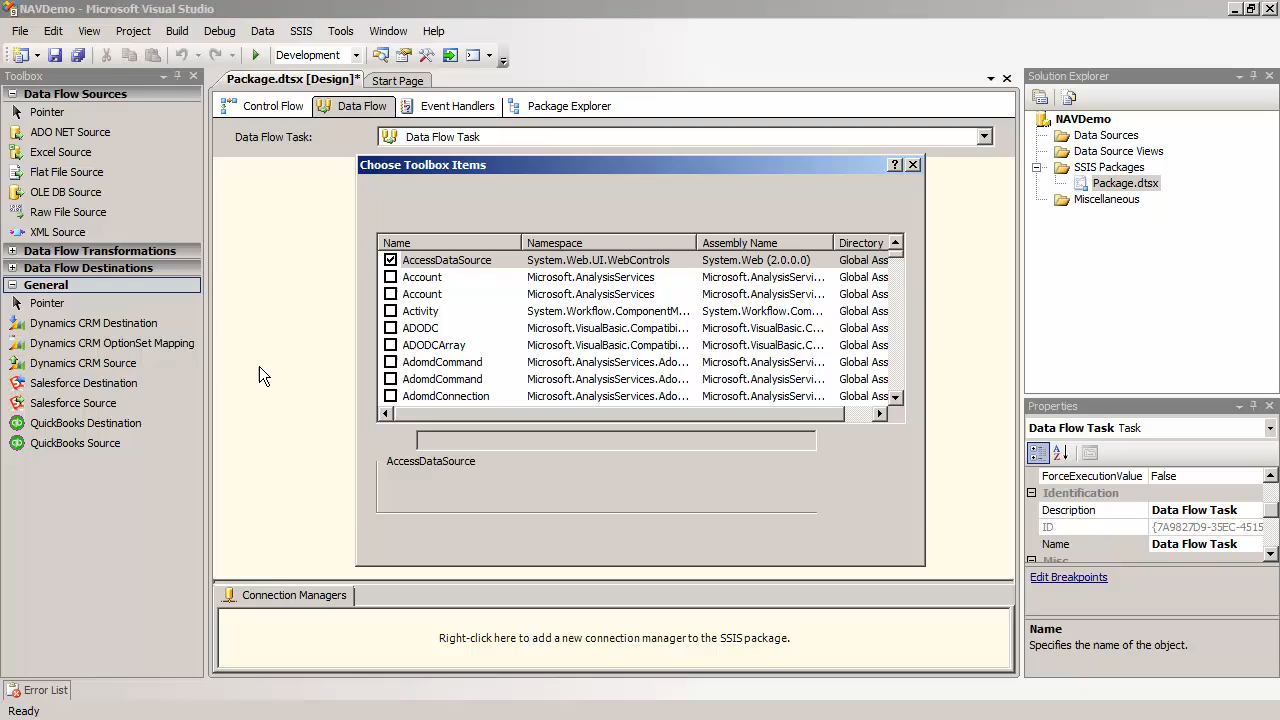 NAVDemo - Microsoft Visual Studio
File Edit View Project Build Debug Data SSIS Tools Window Help
Development
Toolbox
Data Flow Sources
Pointer
ADO NET Source
Excel Source
Flat File Source
OLE DB Source
Raw File Source
XML Source
Data Flow Transformations
Data Flow Destinations
General
Pointer
Dynamics CRM Destination
Dynamics CRM OptionSet Mapping
Dynamics CRM Source
Salesforce Destination
Salesforce Source
QuickBooks Destination
QuickBooks Source
Package.dtsx [Design]* Start Page
Control Flow Data Flow Event Handlers Package Explorer
Data Flow Task: Data Flow Task
Choose Toolbox Items
Name Namespace Assembly Name Directory
AccessDataSource System.Web.UI.WebControls System.Web (2.0.0.0) Global Ass
Account Microsoft.AnalysisServices Microsoft.AnalysisServi... Global Ass
Account Microsoft.AnalysisServices Microsoft.AnalysisServi... Global Ass
Activity System.Workflow.ComponentM... System.Workflow.Com... Global Ass
ADODC Microsoft.VisualBasic.Compatibi... Microsoft.VisualBasic.C... Global Ass
ADODCArray Microsoft.VisualBasic.Compatibi... Microsoft.VisualBasic.C... Global Ass
AdomdCommand Microsoft.AnalysisServices.Ado... Microsoft.AnalysisServi... Global Ass
AdomdCommand Microsoft.AnalysisServices.Ado... Microsoft.AnalysisServi... Global Ass
AdomdConnection Microsoft.AnalysisServices.Ado... Microsoft.AnalysisServi... Global Ass
AccessDataSource
Connection Managers
Right-click here to add a new connection manager to the SSIS package.
Solution Explorer
NAVDemo
Data Sources
Data Source Views
SSIS Packages
Package.dtsx
Miscellaneous
Properties
Data Flow Task Task
ForceExecutionValue False
Identification
Description Data Flow Task
ID {7A9827D9-35EC-4515
Name Data Flow Task
Misc
Edit Breakpoints
Name
Specifies the name of the object.
Error List
Ready